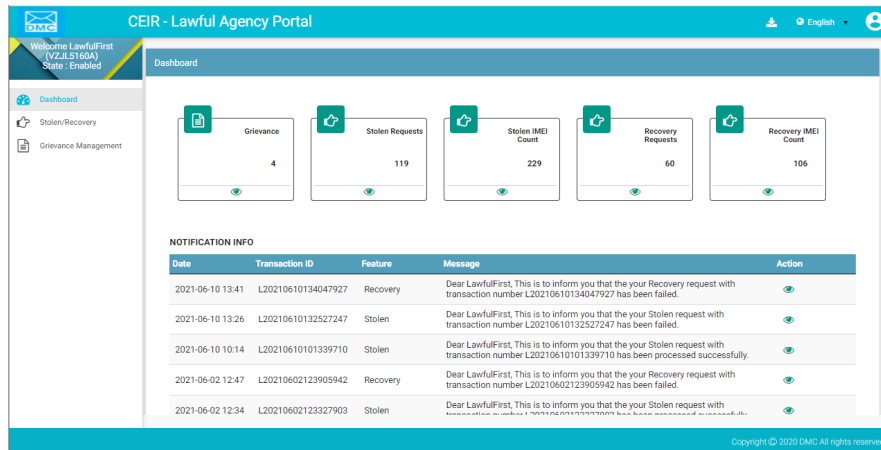 DMC
CEIR - Lawful Agency Portal
English
Welcome LawfulFirst
(VZJL5160A)
State : Enabled
Dashboard
Dashboard
Stolen/Recovery
Grievance Management
Grievance
4
Stolen Requests
119
Stolen IMEI
Count
229
Recovery
Requests
60
Recovery IMEI
Count
106
NOTIFICATION INFO
Date Transaction ID Feature Message Action
2021-06-10 13:41 L20210610134047927 Recovery Dear LawfulFirst, This is to inform you that the your Recovery request with
transaction number L20210610134047927 has been failed.
2021-06-10 13:26 L20210610132527247 Stolen Dear LawfulFirst, This is to inform you that the your Stolen request with
transaction number L20210610132527247 has been failed.
2021-06-10 10:14 L20210610101339710 Stolen Dear LawfulFirst, This is to inform you that the your Stolen request with
transaction number L20210610101339710 has been processed successfully.
2021-06-02 12:47 L20210602123905942 Recovery Dear LawfulFirst, This is to inform you that the your Recovery request with
transaction number L20210602123905942 has been failed.
2021-06-02 12:34 L20210602123327903 Stolen Dear LawfulFirst, This is to inform you that the your Stolen request with
transaction number L20210602123327903 has been processed successfully.
Copyright © 2020 DMC All rights reserved